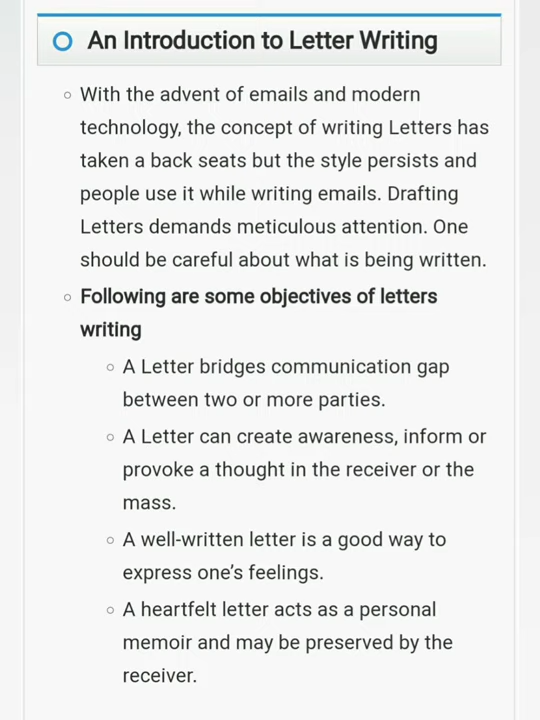 An Introduction to Letter Writing
With the advent of emails and modern
technology, the concept of writing Letters has
taken a back seats but the style persists and
people use it while writing emails. Drafting
Letters demands meticulous attention. One
should be careful about what is being written.
Following are some objectives of letters
writing
A Letter bridges communication gap
between two or more parties.
A Letter can create awareness, inform or
provoke a thought in the receiver or the
mass.
A well-written letter is a good way to
express one's feelings.
A heartfelt letter acts as a personal
memoir and may be preserved by the
receiver.